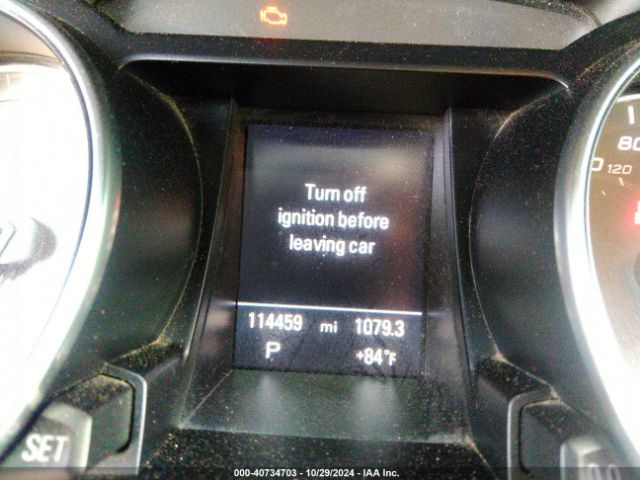 Turn off
ignition before
leaving car
114459 mi 1079.3
P +84°F
80
120
SET
000-40734703 - 10/29/2024 - IAA Inc.